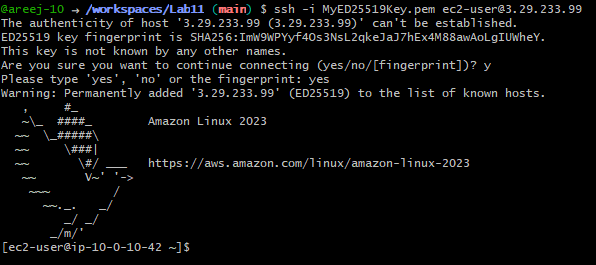 @areej-10 → /workspaces/Lab11 (main) $ ssh -i MyED25519Key.pem ec2-user@3.29.233.99
The authenticity of host '3.29.233.99 (3.29.233.99)' can't be established.
ED25519 key fingerprint is SHA256:ImW9WPYyf4Os3NsL2qkeJaJ7hEx4M88awAoLgIUWheY.
This key is not known by any other names.
Are you sure you want to continue connecting (yes/no/[fingerprint])? y
Please type 'yes', 'no' or the fingerprint: yes
Warning: Permanently added '3.29.233.99' (ED25519) to the list of known hosts.
   ,     #_
   ~\_  ####_        Amazon Linux 2023
  ~~  \_#####\
  ~~     \###|
  ~~       \#/ ___   https://aws.amazon.com/linux/amazon-linux-2023
   ~~       V~' '->
    ~~~         /
      ~~._.   _/
         _/ _/
       _/m/'
[ec2-user@ip-10-0-10-42 ~]$